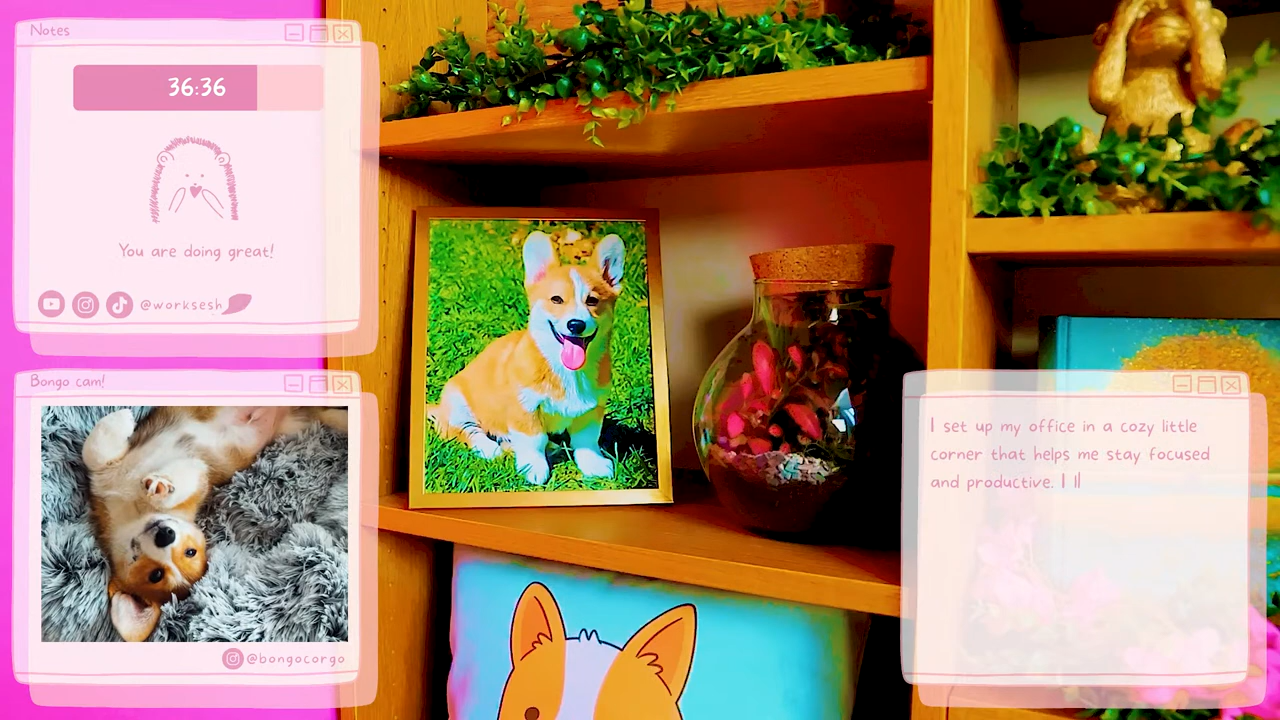 Notes
36:36
You are doing great!
@worksesh
Bongo cam!
@bongocorgo
I set up my office in a cozy little
corner that helps me stay focused
and productive. I l